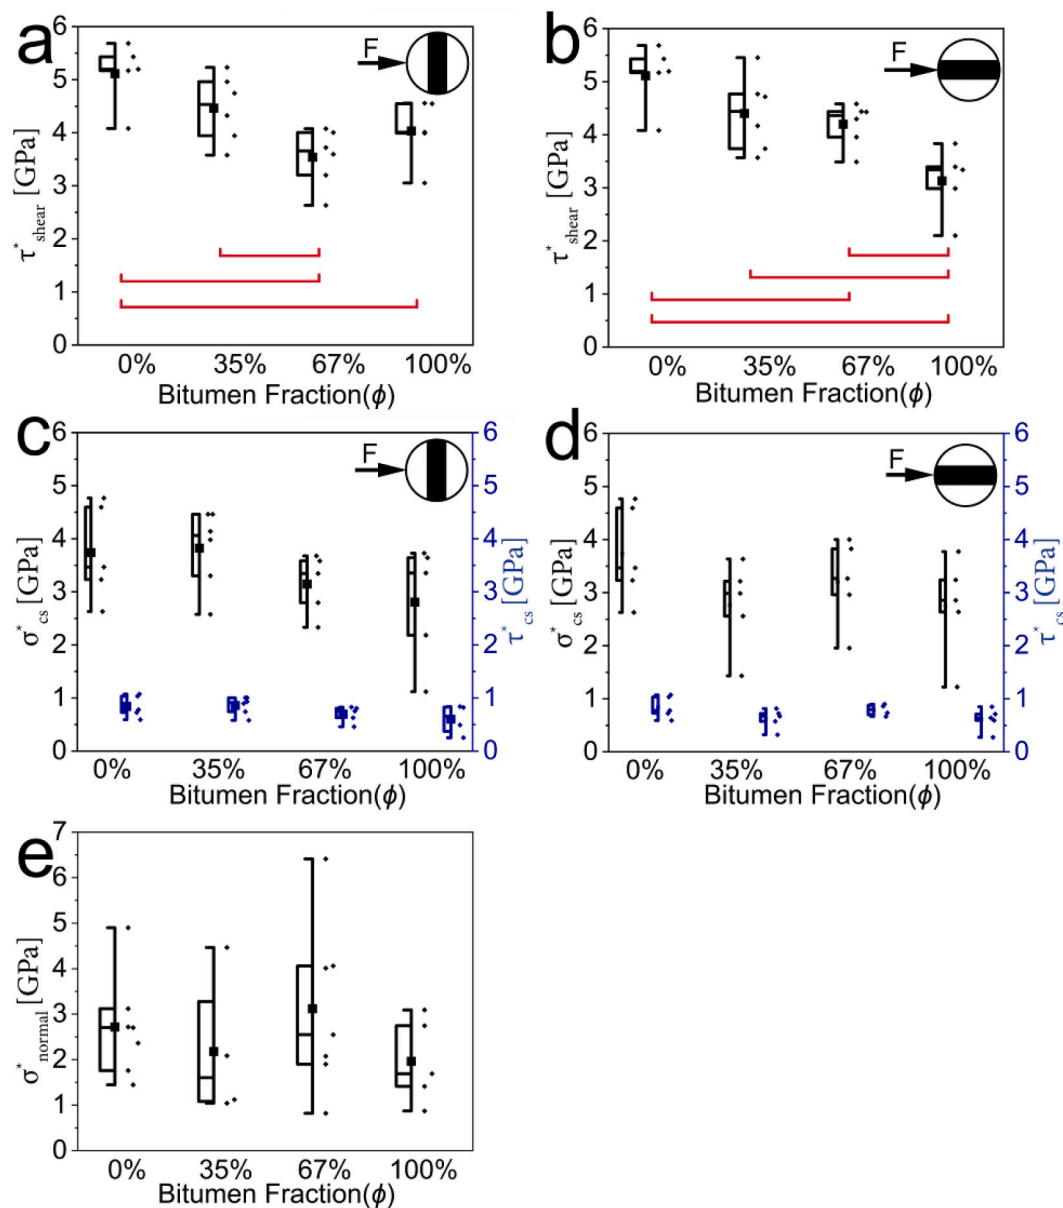 a
F
τ*shear [GPa]
6
5
4
3
2
1
0
0% 35% 67% 100%
Bitumen Fraction(ϕ)
b
F
τ*shear [GPa]
6
5
4
3
2
1
0
0% 35% 67% 100%
Bitumen Fraction(ϕ)
c
F
σ*cs [GPa]
6
5
4
3
2
1
0
τ*cs [GPa]
6
5
4
3
2
1
0
0% 35% 67% 100%
Bitumen Fraction(ϕ)
d
F
σ*cs [GPa]
6
5
4
3
2
1
0
τ*cs [GPa]
6
5
4
3
2
1
0
0% 35% 67% 100%
Bitumen Fraction(ϕ)
e
σ*normal [GPa]
7
6
5
4
3
2
1
0
0% 35% 67% 100%
Bitumen Fraction(ϕ)